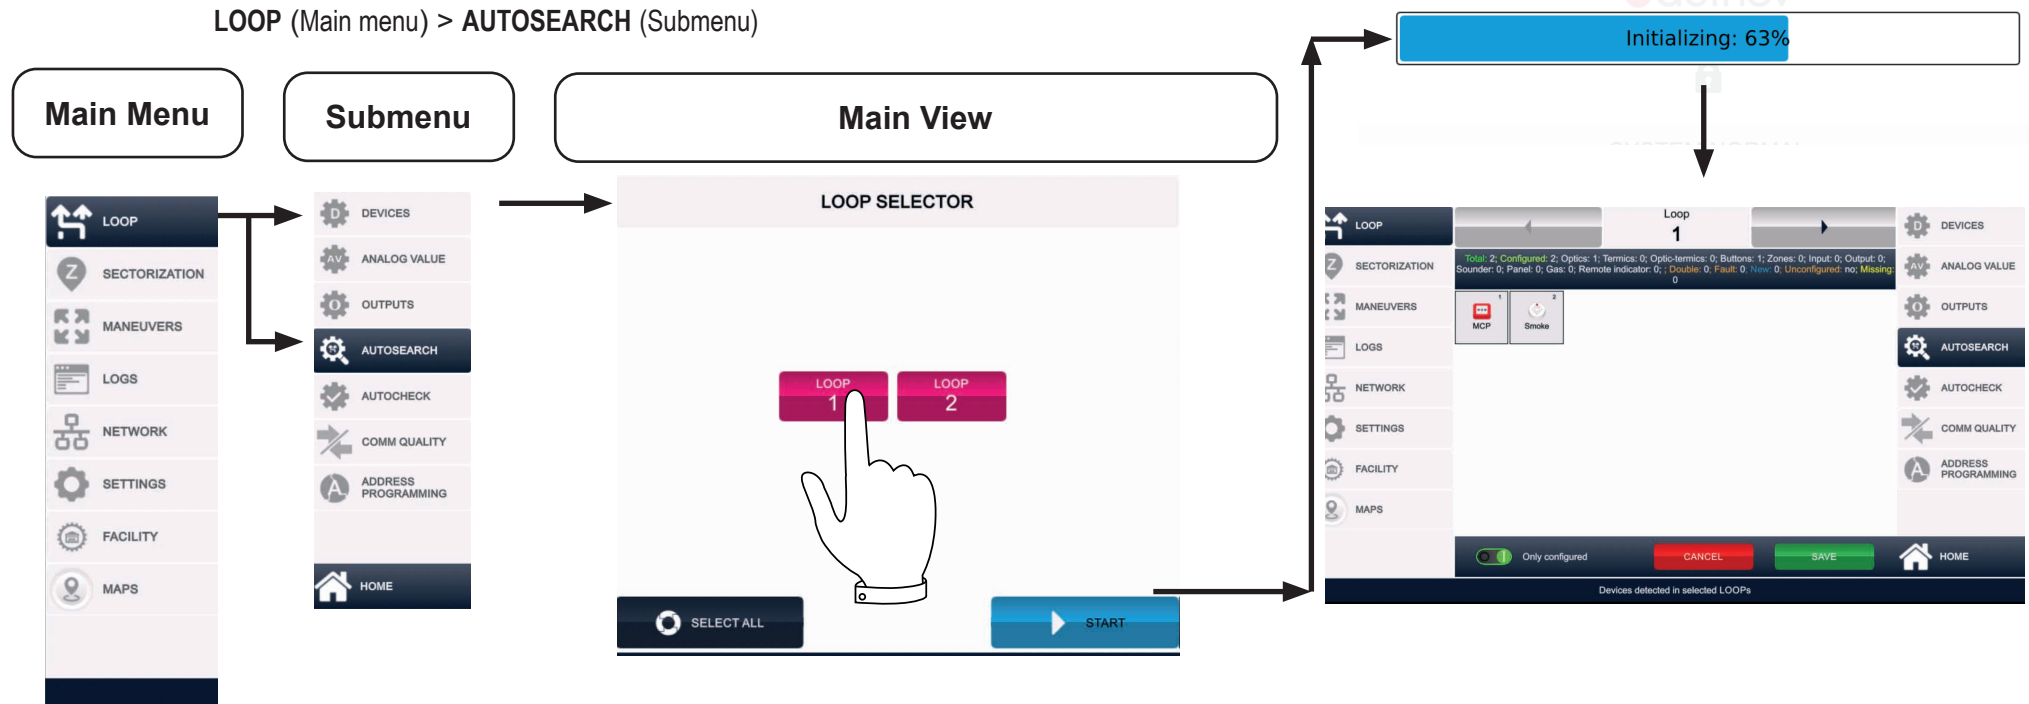 LOOP (Main menu) > AUTOSEARCH (Submenu)
Main Menu
Submenu
Main View
LOOP
SECTORIZATION
MANEUVERS
LOGS
NETWORK
SETTINGS
FACILITY
MAPS
D DEVICES
AV ANALOG VALUE
OUTPUTS
AUTOSEARCH
AUTOCHECK
COMM QUALITY
A ADDRESS
PROGRAMMING
HOME
LOOP SELECTOR
LOOP
1
LOOP
2
SELECT ALL
START
Initializing: 63%
LOOP
Z SECTORIZATION
MANEUVERS
LOGS
NETWORK
SETTINGS
FACILITY
MAPS
Loop
1
Total: 2; Configured: 2; Optics: 1; Termics: 0; Optic-termics: 0; Buttons: 1; Zones: 0; Input: 0; Output: 0;
Sounder: 0; Panel: 0; Gas: 0; Remote indicator: 0; ; Double: 0; Fault: 0; New: 0; Unconfigured: no; Missing:
0
1
MCP
2
Smoke
Only configured
CANCEL
SAVE
D DEVICES
AV ANALOG VALUE
OUTPUTS
AUTOSEARCH
AUTOCHECK
COMM QUALITY
A ADDRESS
PROGRAMMING
HOME
Devices detected in selected LOOPs